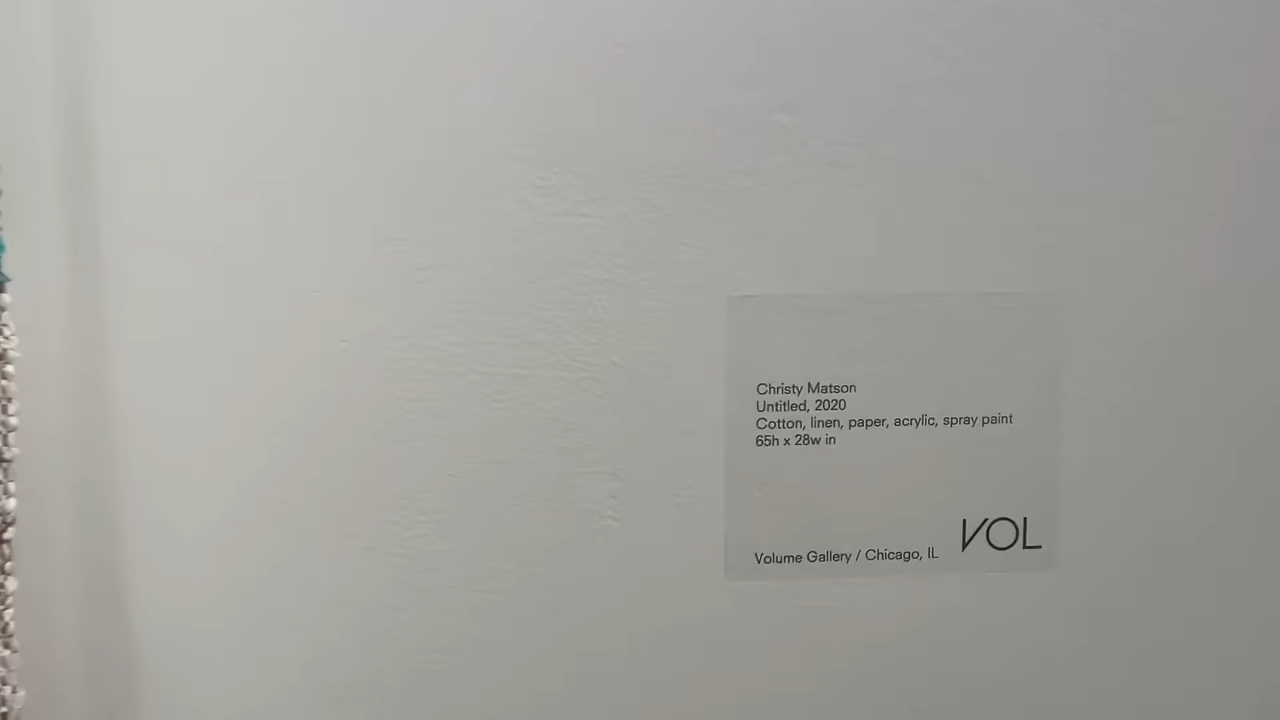 Christy Matson
Untitled, 2020
Cotton, linen, paper, acrylic, spray paint
65h x 28w in
Volume Gallery / Chicago, IL
VOL